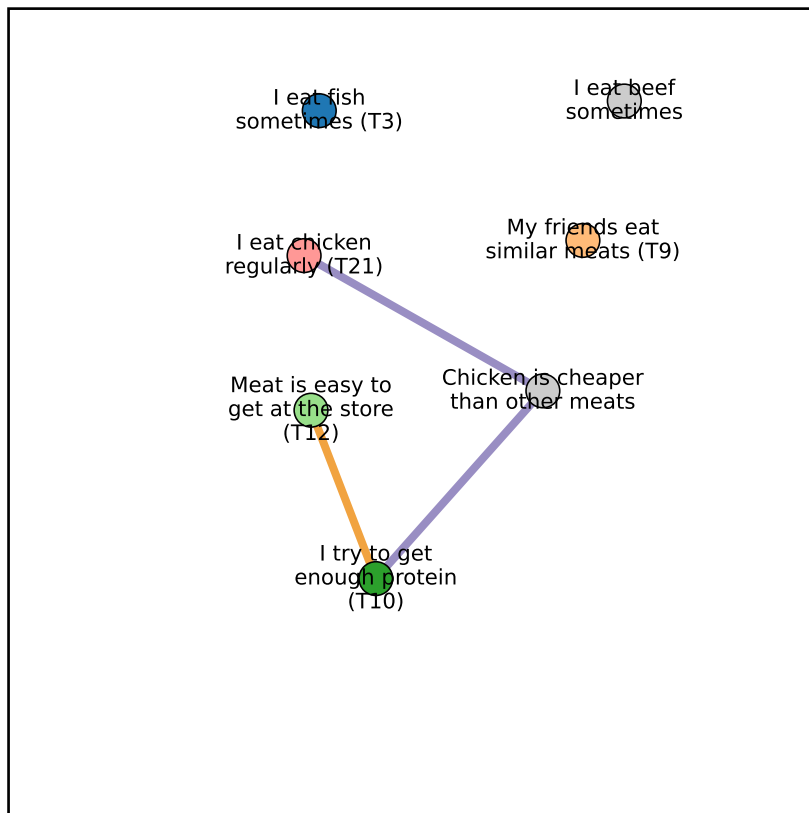 I eat fish
sometimes (T3)
I eat beef
sometimes
I eat chicken
regularly (T21)
My friends eat
similar meats (T9)
Meat is easy to
get at the store
(T12)
Chicken is cheaper
than other meats
I try to get
enough protein
(T10)